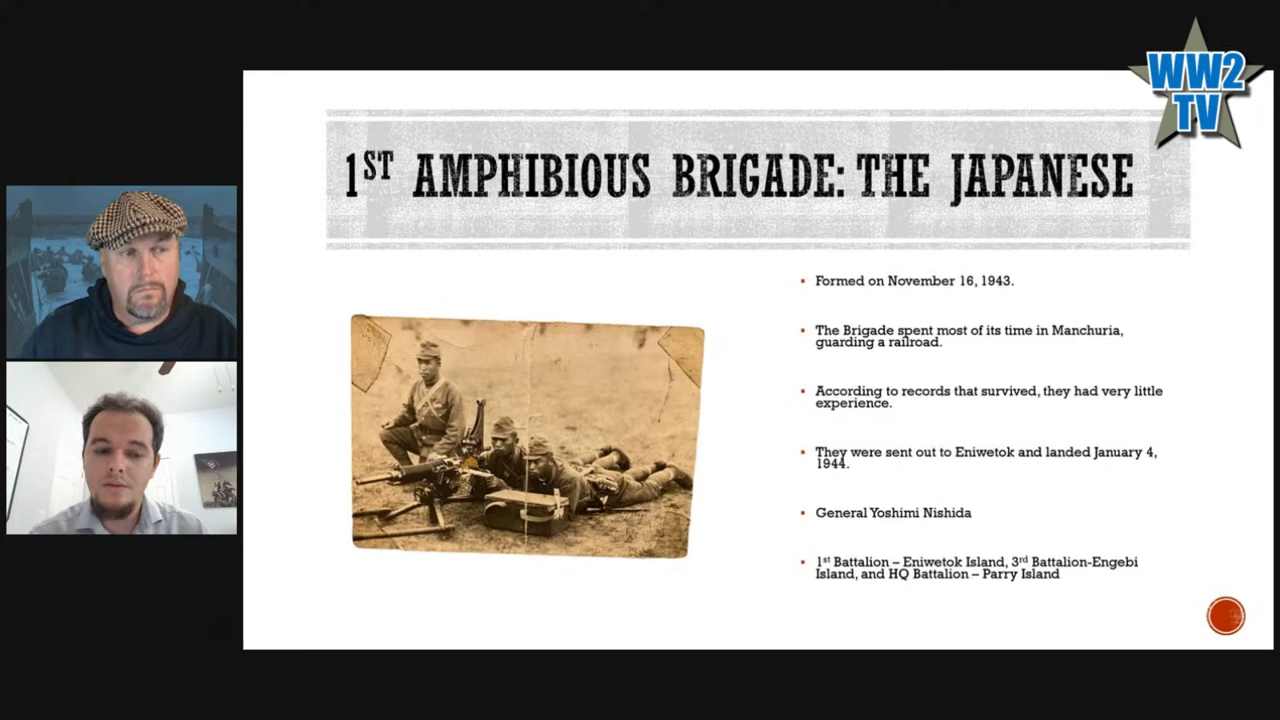 WW2
TV
1ST AMPHIBIOUS BRIGADE: THE JAPANESE
Formed on November 16, 1943.
The Brigade spent most of its time in Manchuria,
guarding a railroad.
According to records that survived, they had very little
experience.
They were sent out to Eniwetok and landed January 4,
1944.
General Yoshimi Nishida
1st Battalion – Eniwetok Island, 3rd Battalion-Engebi
Island, and HQ Battalion – Parry Island